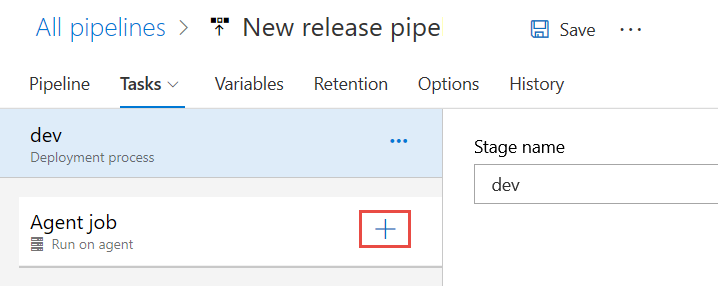 All pipelines > New release pipe Save ...
Pipeline Tasks Variables Retention Options History
dev ...
Deployment process
Stage name
dev
Agent job
Run on agent